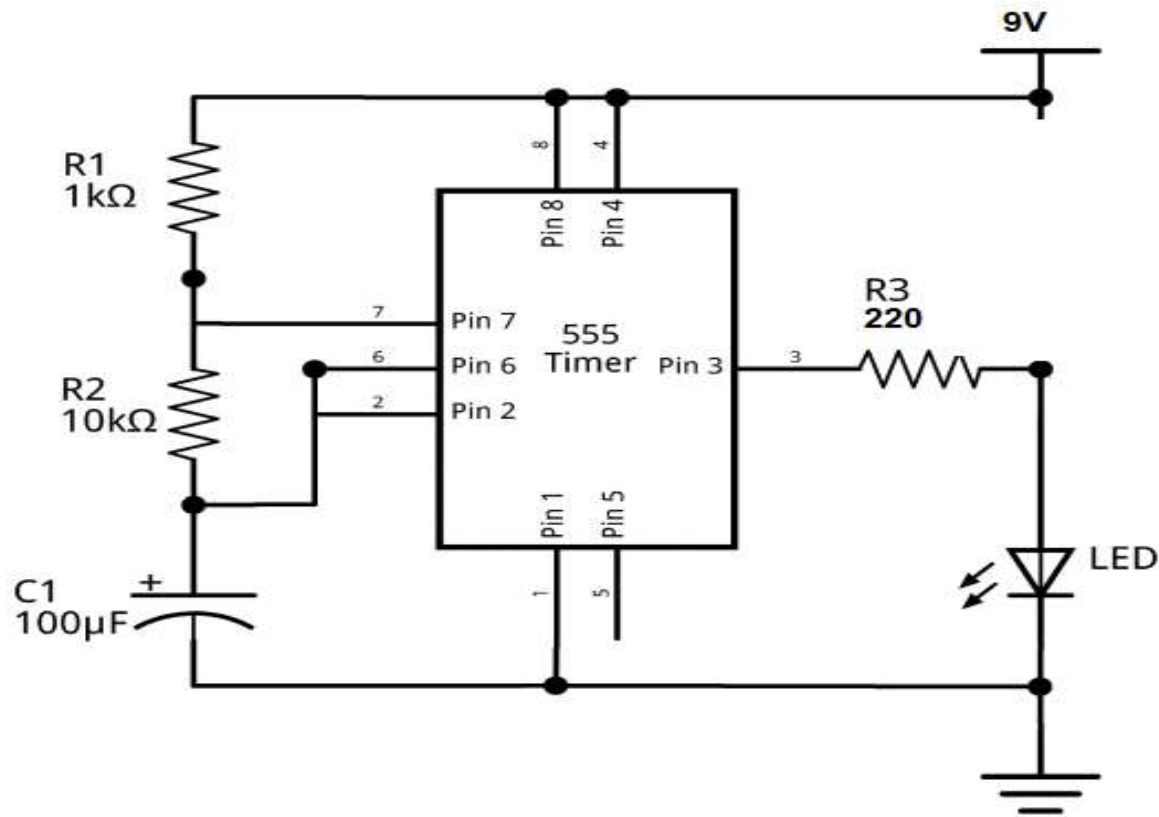 9V
R1
1kΩ
8
4
Pin 8
Pin 4
R3
220
7
Pin 7
555
Timer
6
Pin 6
Pin 3
3
R2
10kΩ
2
Pin 2
Pin 1
Pin 5
LED
+
C1
100µF
1
5